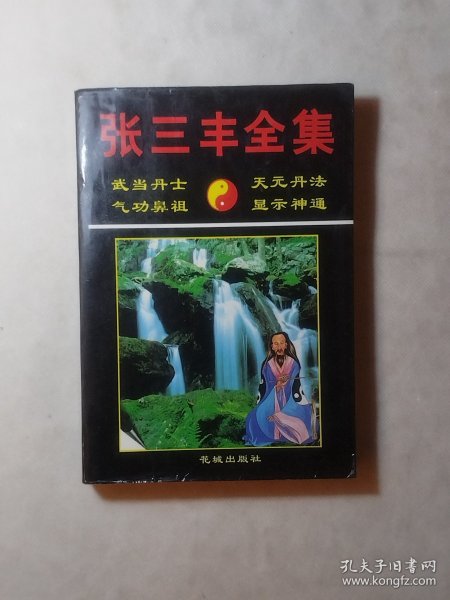 张三丰全集
武当丹士 天元丹法
气功鼻祖 显示神通
花城出版社
孔夫子旧书网
www.kongfz.com